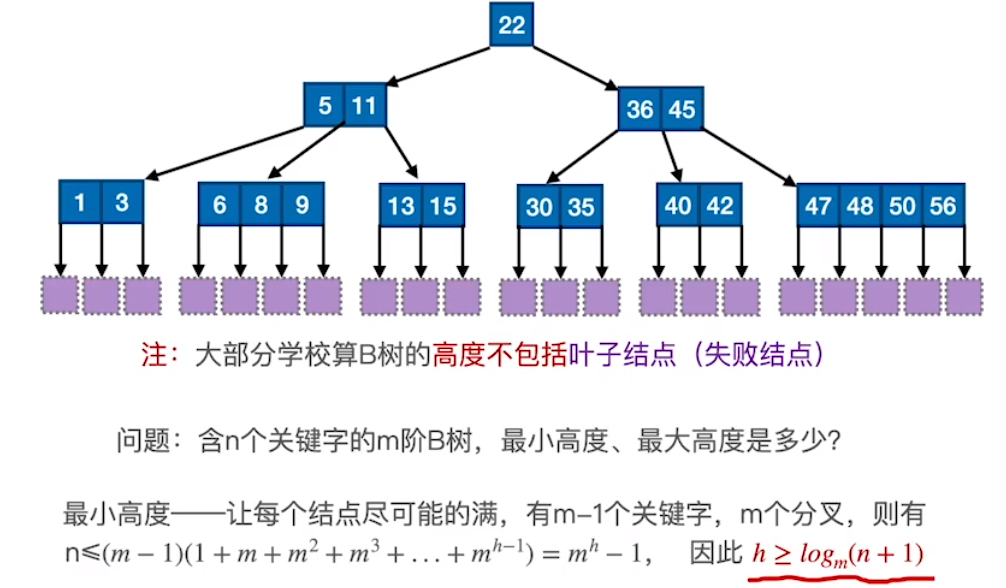 22
5 11 36 45
1 3 6 8 9 13 15 30 35 40 42 47 48 50 56
注：大部分学校算B树的高度不包括叶子结点（失败结点）
问题：含n个关键字的m阶B树，最小高度、最大高度是多少？
最小高度——让每个结点尽可能的满，有m-1个关键字，m个分叉，则有
n≤(m − 1)(1 + m + m² + m³ + . . . + mʰ⁻¹) = mʰ − 1， 因此 h ≥ logₘ(n + 1)